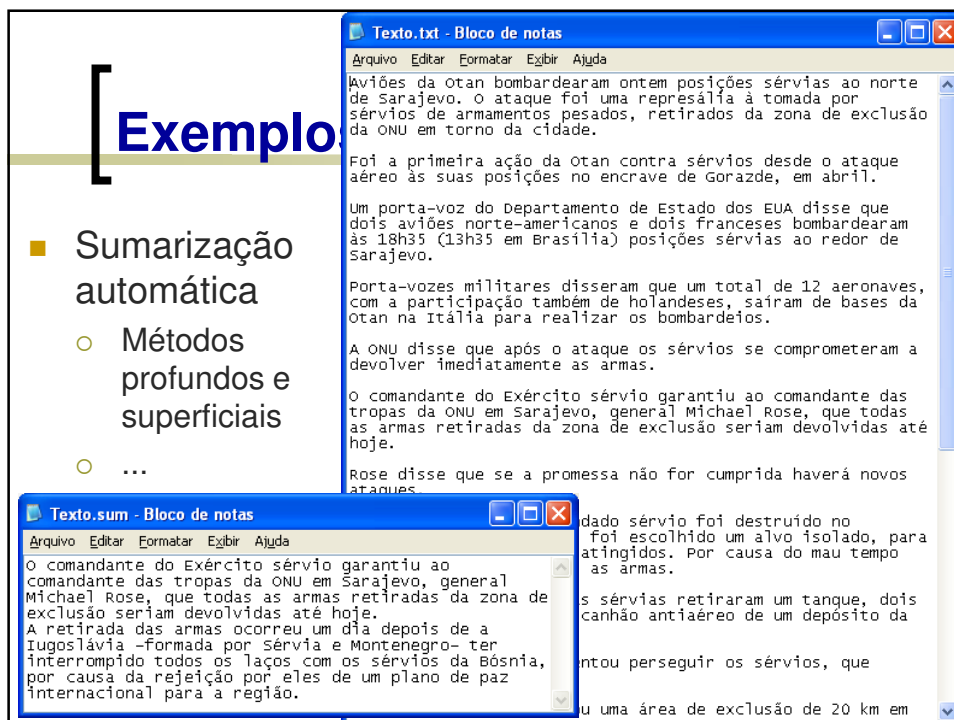 Exemplos
Sumarização
automática
Métodos
profundos e
superficiais
...
Texto.txt - Bloco de notas
Arquivo Editar Formatar Exibir Ajuda
Aviões da Otan bombardearam ontem posições sérvias ao norte
de Sarajevo. O ataque foi uma represália à tomada por
sérvios de armamentos pesados, retirados da zona de exclusão
da ONU em torno da cidade.
Foi a primeira ação da Otan contra sérvios desde o ataque
aéreo às suas posições no encrave de Gorazde, em abril.
Um porta-voz do Departamento de Estado dos EUA disse que
dois aviões norte-americanos e dois franceses bombardearam
às 18h35 (13h35 em Brasília) posições sérvias ao redor de
Sarajevo.
Porta-vozes militares disseram que um total de 12 aeronaves,
com a participação também de holandeses, saíram de bases da
Otan na Itália para realizar os bombardeios.
A ONU disse que após o ataque os sérvios se comprometeram a
devolver imediatamente as armas.
O comandante do Exército sérvio garantiu ao comandante das
tropas da ONU em Sarajevo, general Michael Rose, que todas
as armas retiradas da zona de exclusão seriam devolvidas até
hoje.
Rose disse que se a promessa não for cumprida haverá novos
ataques.
dado sérvio foi destruído no
foi escolhido um alvo isolado, para
atingidos. Por causa do mau tempo
as armas.
s sérvias retiraram um tanque, dois
canhão antiaéreo de um depósito da
ntou perseguir os sérvios, que
u uma área de exclusão de 20 km em
Texto.sum - Bloco de notas
Arquivo Editar Formatar Exibir Ajuda
O comandante do Exército sérvio garantiu ao
comandante das tropas da ONU em Sarajevo, general
Michael Rose, que todas as armas retiradas da zona de
exclusão seriam devolvidas até hoje.
A retirada das armas ocorreu um dia depois de a
Iugoslávia -formada por Sérvia e Montenegro- ter
interrompido todos os laços com os sérvios da Bósnia,
por causa da rejeição por eles de um plano de paz
internacional para a região.